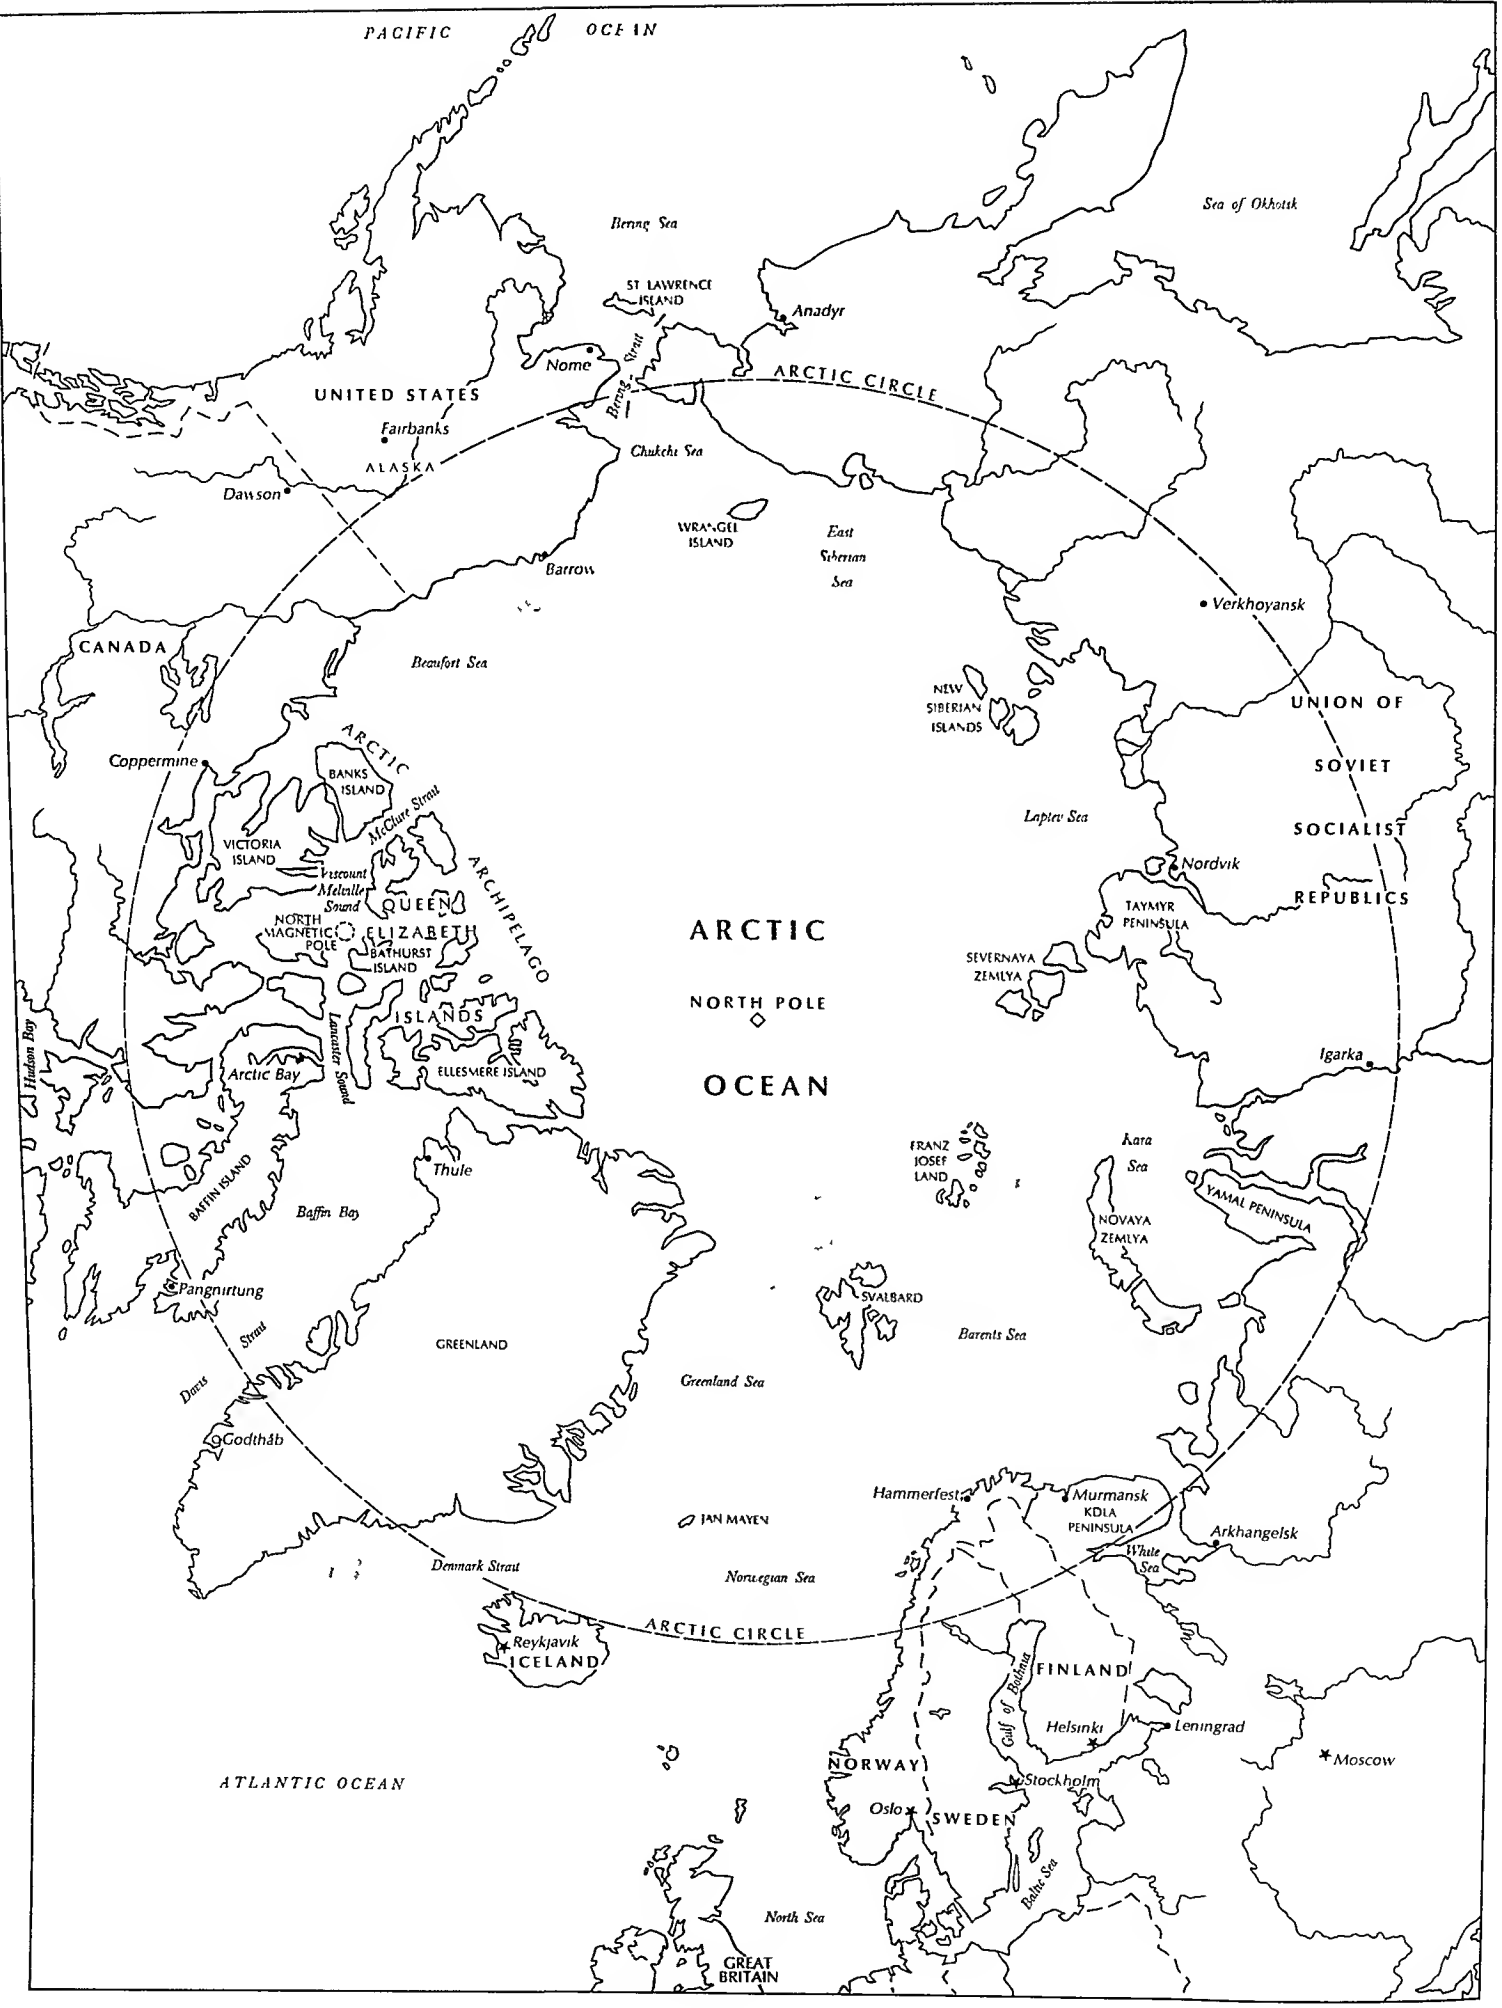 PACIFIC OCEAN
Sea of Okhotsk
Bering Sea
ST LAWRENCE
ISLAND
Anadyr
Nome
Bering Strait
ARCTIC CIRCLE
UNITED STATES
Fairbanks
ALASKA
Chukchi Sea
Dawson
WRANGEL
ISLAND
East
Siberian
Sea
Barrow
Verkhoyansk
CANADA
Beaufort Sea
NEW
SIBERIAN
ISLANDS
UNION OF
SOVIET
SOCIALIST
REPUBLICS
Coppermine
ARCTIC
ARCHIPELAGO
BANKS
ISLAND
McClure Strait
Laptev Sea
VICTORIA
ISLAND
Viscount
Melville
Sound
Nordvik
QUEEN
ELIZABETH
ISLANDS
TAYMYR
PENINSULA
NORTH
MAGNETIC
POLE
BATHURST
ISLAND
ARCTIC
OCEAN
SEVERNAYA
ZEMLYA
NORTH POLE
Hudson Bay
Lancaster Sound
Arctic Bay
ELLESMERE ISLAND
Igarka
Thule
FRANZ
JOSEF
LAND
Kara
Sea
BAFFIN ISLAND
Baffin Bay
YAMAL PENINSULA
NOVAYA
ZEMLYA
Pangnirtung
SVALBARD
Davis Strait
GREENLAND
Barents Sea
Greenland Sea
Godthåb
Hammerfest
Murmansk
KOLA
PENINSULA
JAN MAYEN
Arkhangelsk
White
Sea
Denmark Strait
Norwegian Sea
ARCTIC CIRCLE
Reykjavik
ICELAND
FINLAND
Gulf of Bothnia
Helsinki
Leningrad
Moscow
NORWAY
Stockholm
ATLANTIC OCEAN
Oslo
SWEDEN
Baltic Sea
North Sea
GREAT
BRITAIN